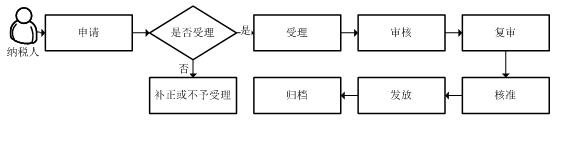 申请
是否受理
是
受理
审核
复审
纳税人
否
补正或不予受理
归档
发放
核准